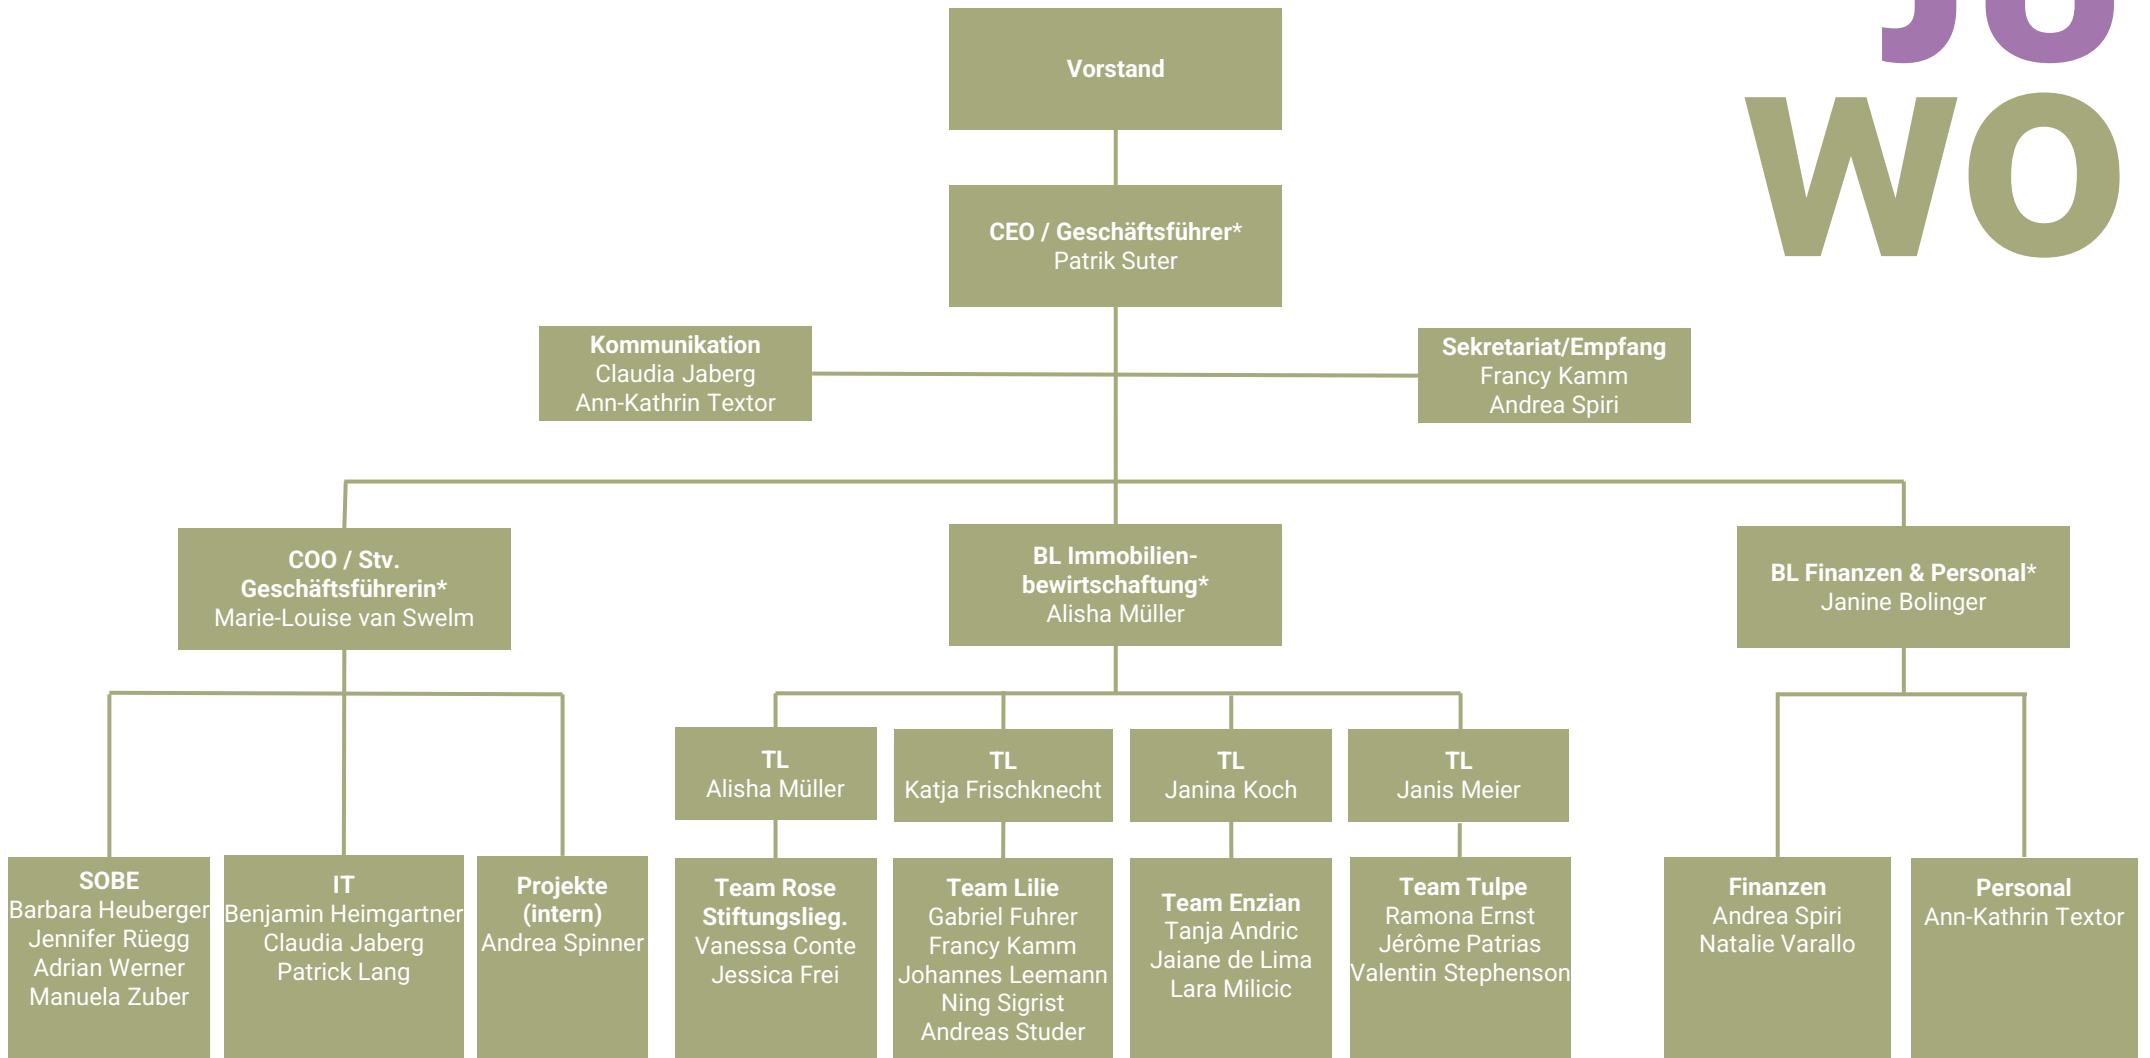 JU
WO
Vorstand
CEO / Geschäftsführer*
Patrik Suter
Kommunikation
Claudia Jaberg
Ann-Kathrin Textor
Sekretariat/Empfang
Francy Kamm
Andrea Spiri
COO / Stv.
Geschäftsführerin*
Marie-Louise van Swelm
BL Immobilien-
bewirtschaftung*
Alisha Müller
BL Finanzen & Personal*
Janine Bolinger
TL
Alisha Müller
TL
Katja Frischknecht
TL
Janina Koch
TL
Janis Meier
SOBE
Barbara Heuberger
Jennifer Rüegg
Adrian Werner
Manuela Zuber
IT
Benjamin Heimgartner
Claudia Jaberg
Patrick Lang
Projekte
(intern)
Andrea Spinner
Team Rose
Stiftungslieg.
Vanessa Conte
Jessica Frei
Team Lilie
Gabriel Fuhrer
Francy Kamm
Johannes Leemann
Ning Sigrist
Andreas Studer
Team Enzian
Tanja Andric
Jaiane de Lima
Lara Milicic
Team Tulpe
Ramona Ernst
Jérôme Patrias
Valentin Stephenson
Finanzen
Andrea Spiri
Natalie Varallo
Personal
Ann-Kathrin Textor